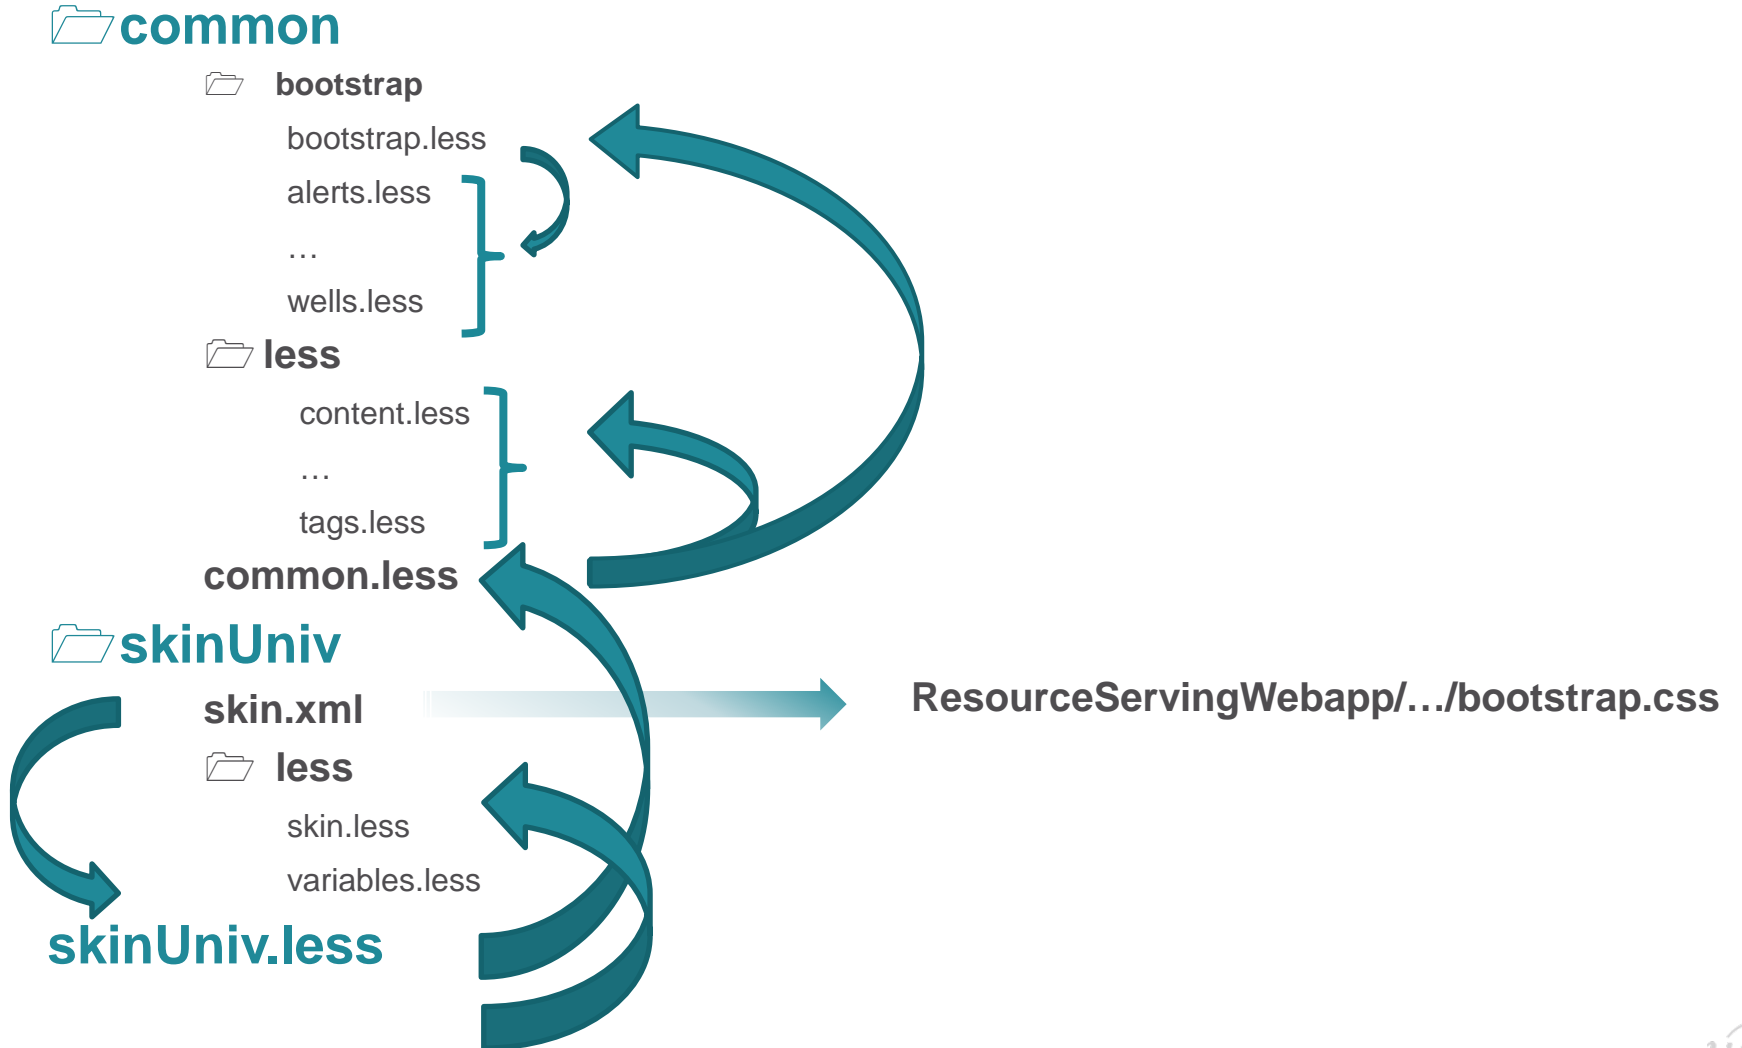 common
bootstrap
bootstrap.less
alerts.less
…
wells.less
less
content.less
…
tags.less
common.less
skinUniv
skin.xml
ResourceServingWebapp/…/bootstrap.css
less
skin.less
variables.less
skinUniv.less